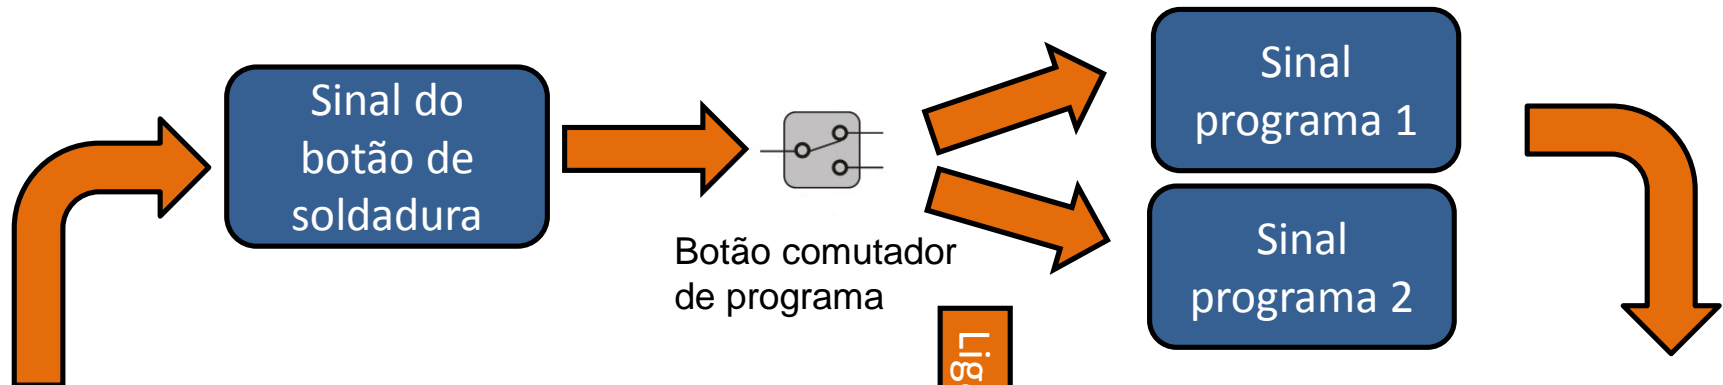 Sinal do
botão de
soldadura
Botão comutador
de programa
Sinal
programa 1
Sinal
programa 2